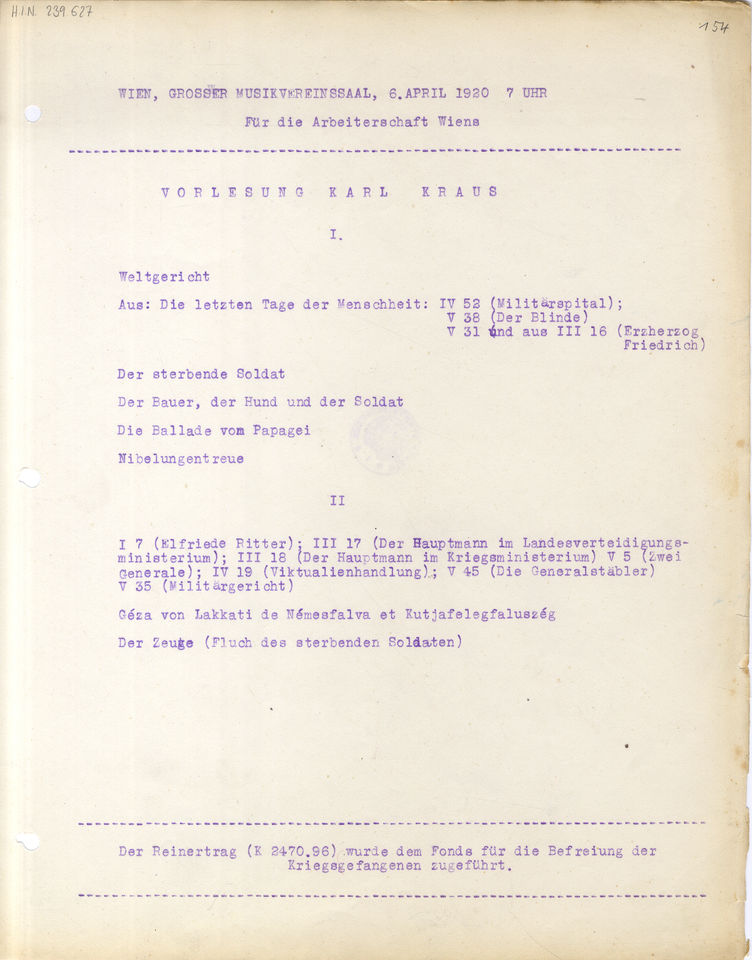 H.I.N. 239.627
154
WIEN, GROSSER MUSIKVEREINSSAAL, 6.APRIL 1920 7 UHR
Für die Arbeiterschaft Wiens
VORLESUNG KARL KRAUS
I.
Weltgericht
Aus: Die letzten Tage der Menschheit: IV 52 (Militärspital);
V 38 (Der Blinde)
V 31 und aus III 16 (Erzherzog
Friedrich)
Der sterbende Soldat
Der Bauer, der Hund und der Soldat
Die Ballade vom Papagei
Nibelungentreue
II
I 7 (Elfriede Ritter); III 17 (Der Hauptmann im Landesverteidigungs-
ministerium); III 18 (Der Hauptmann im Kriegsministerium) V 5 (Zwei
Generale); IV 19 (Viktualienhandlung); V 45 (Die Generalstäbler)
V 35 (Militärgericht)
Géza von Lakkati de Némesfalva et Kutjafelegfaluszég
Der Zeuge (Fluch des sterbenden Soldaten)
Der Reinertrag (K 2470.96) wurde dem Fonds für die Befreiung der
Kriegsgefangenen zugeführt.